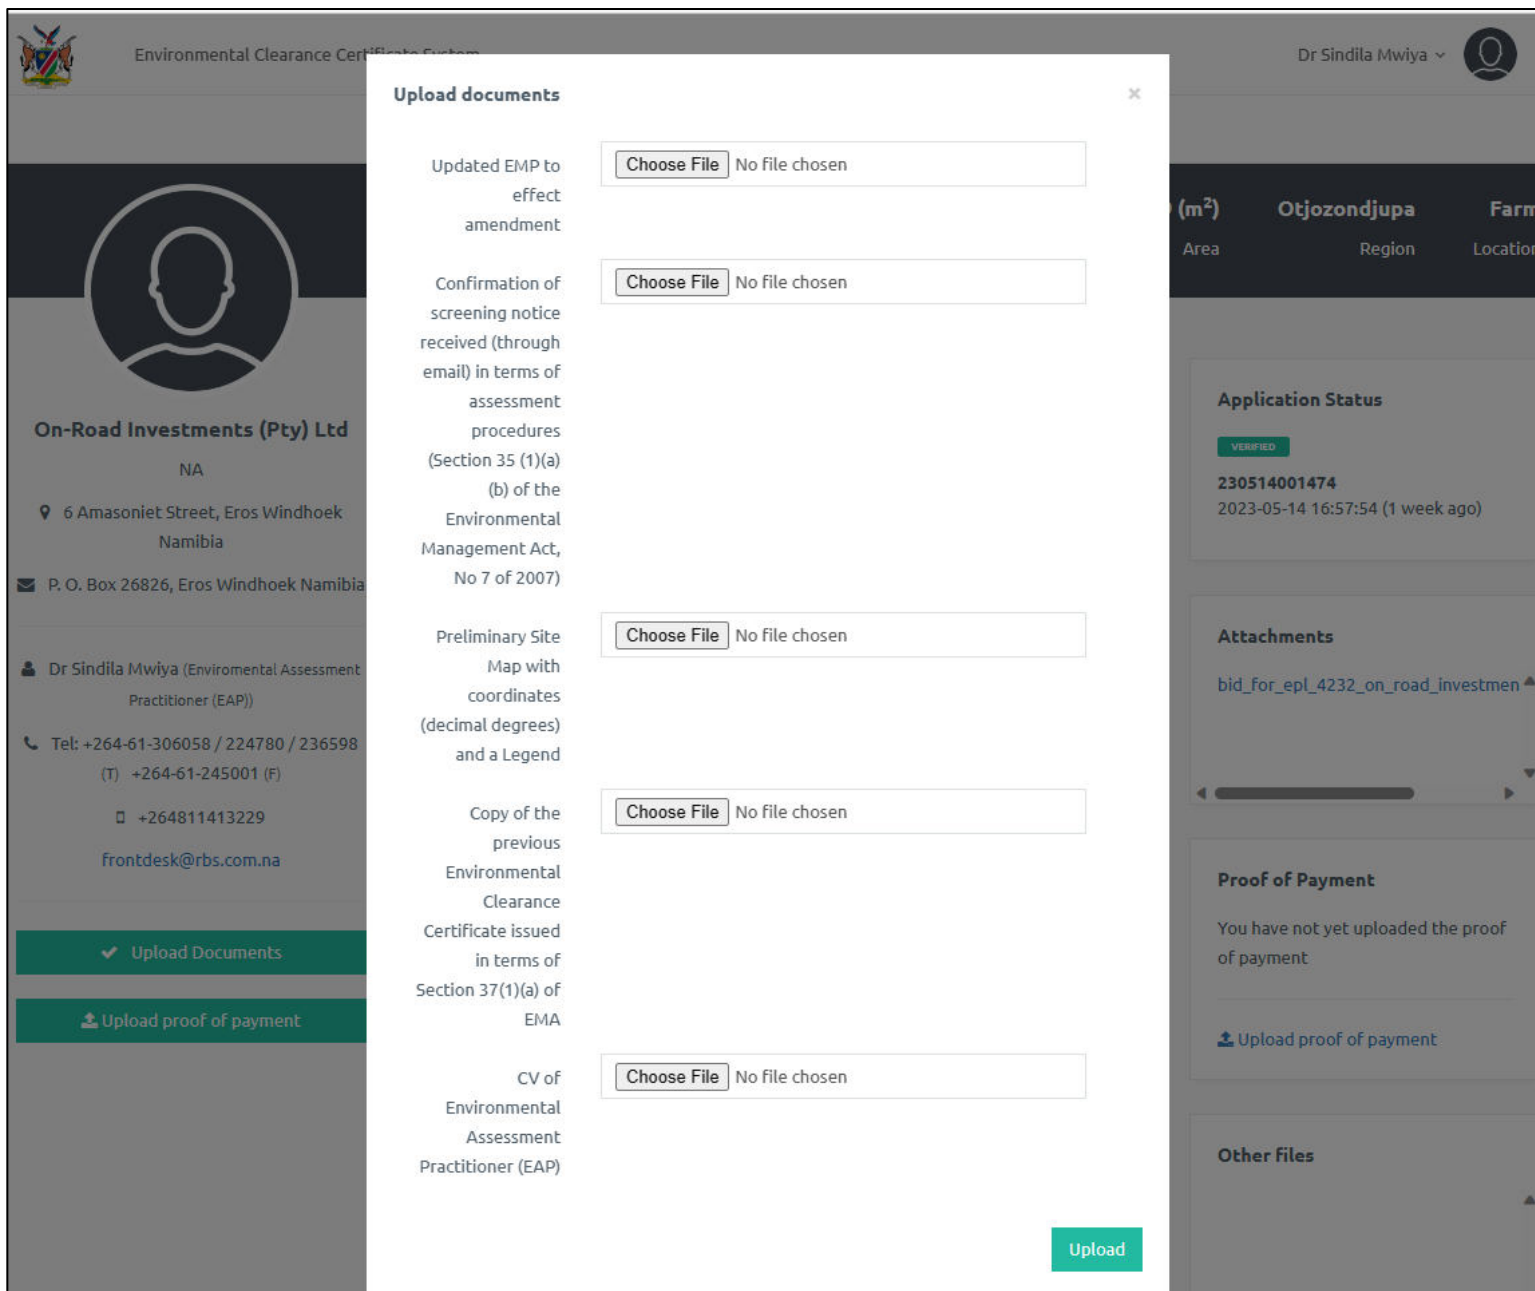 Environmental Clearance Certificate System
Dr Sindila Mwiya
Upload documents
×
Updated EMP to
effect
amendment
Choose File No file chosen
Confirmation of
screening notice
received (through
email) in terms of
assessment
procedures
(Section 35 (1)(a)
(b) of the
Environmental
Management Act,
No 7 of 2007)
Choose File No file chosen
Preliminary Site
Map with
coordinates
(decimal degrees)
and a Legend
Choose File No file chosen
Copy of the
previous
Environmental
Clearance
Certificate issued
in terms of
Section 37(1)(a) of
EMA
Choose File No file chosen
CV of
Environmental
Assessment
Practitioner (EAP)
Choose File No file chosen
Upload
On-Road Investments (Pty) Ltd
NA
6 Amasoniet Street, Eros Windhoek
Namibia
P. O. Box 26826, Eros Windhoek Namibia
Dr Sindila Mwiya (Enviromental Assessment
Practitioner (EAP))
Tel: +264-61-306058 / 224780 / 236598
(T) +264-61-245001 (F)
+264811413229
frontdesk@rbs.com.na
Upload Documents
Upload proof of payment
(m²) Otjozondjupa Farm
Area Region Location
Application Status
VERIFIED
230514001474
2023-05-14 16:57:54 (1 week ago)
Attachments
bid_for_epl_4232_on_road_investmen
Proof of Payment
You have not yet uploaded the proof
of payment
Upload proof of payment
Other files